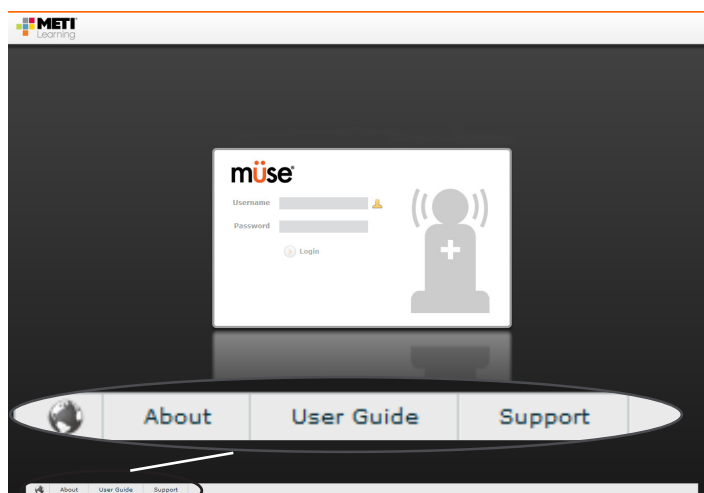 METI
Learning
müse®
Username
Password
Login
About User Guide Support
About User Guide Support